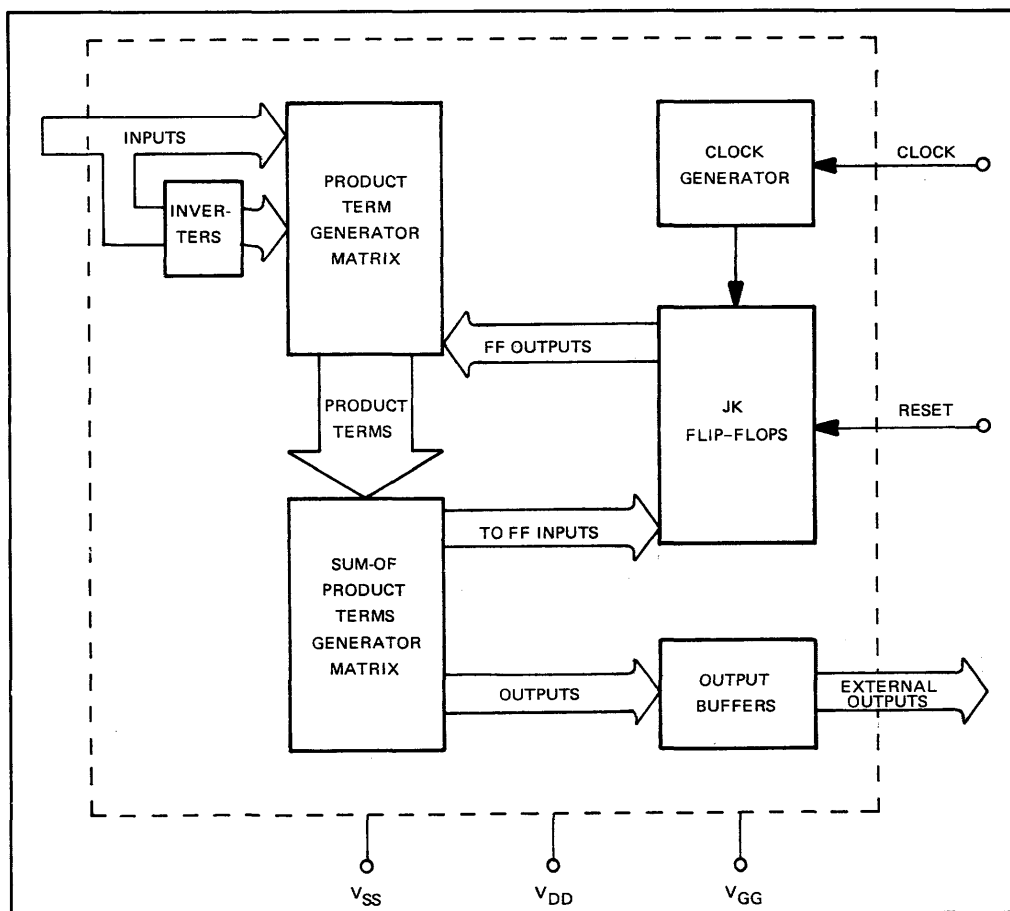 INPUTS
INVER-
TERS
PRODUCT
TERM
GENERATOR
MATRIX
CLOCK
GENERATOR
CLOCK
FF OUTPUTS
PRODUCT
TERMS
JK
FLIP-FLOPS
RESET
TO FF INPUTS
SUM-OF
PRODUCT
TERMS
GENERATOR
MATRIX
OUTPUTS
OUTPUT
BUFFERS
EXTERNAL
OUTPUTS
VSS
VDD
VGG